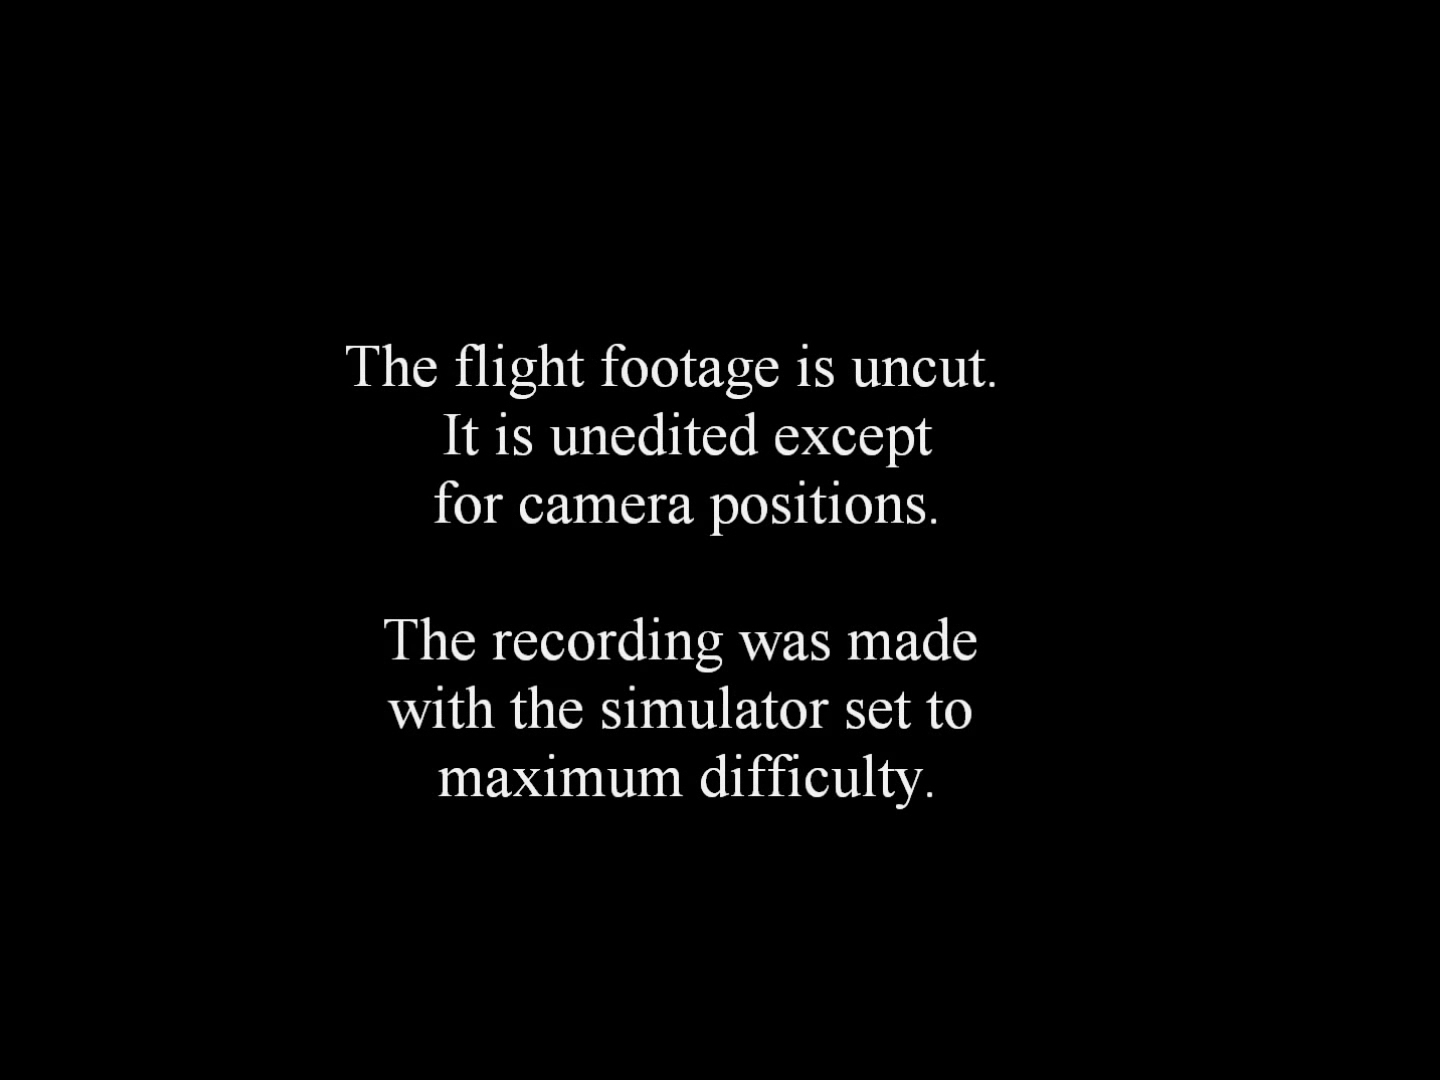 The flight footage is uncut.
It is unedited except
for camera positions.
The recording was made
with the simulator set to
maximum difficulty.